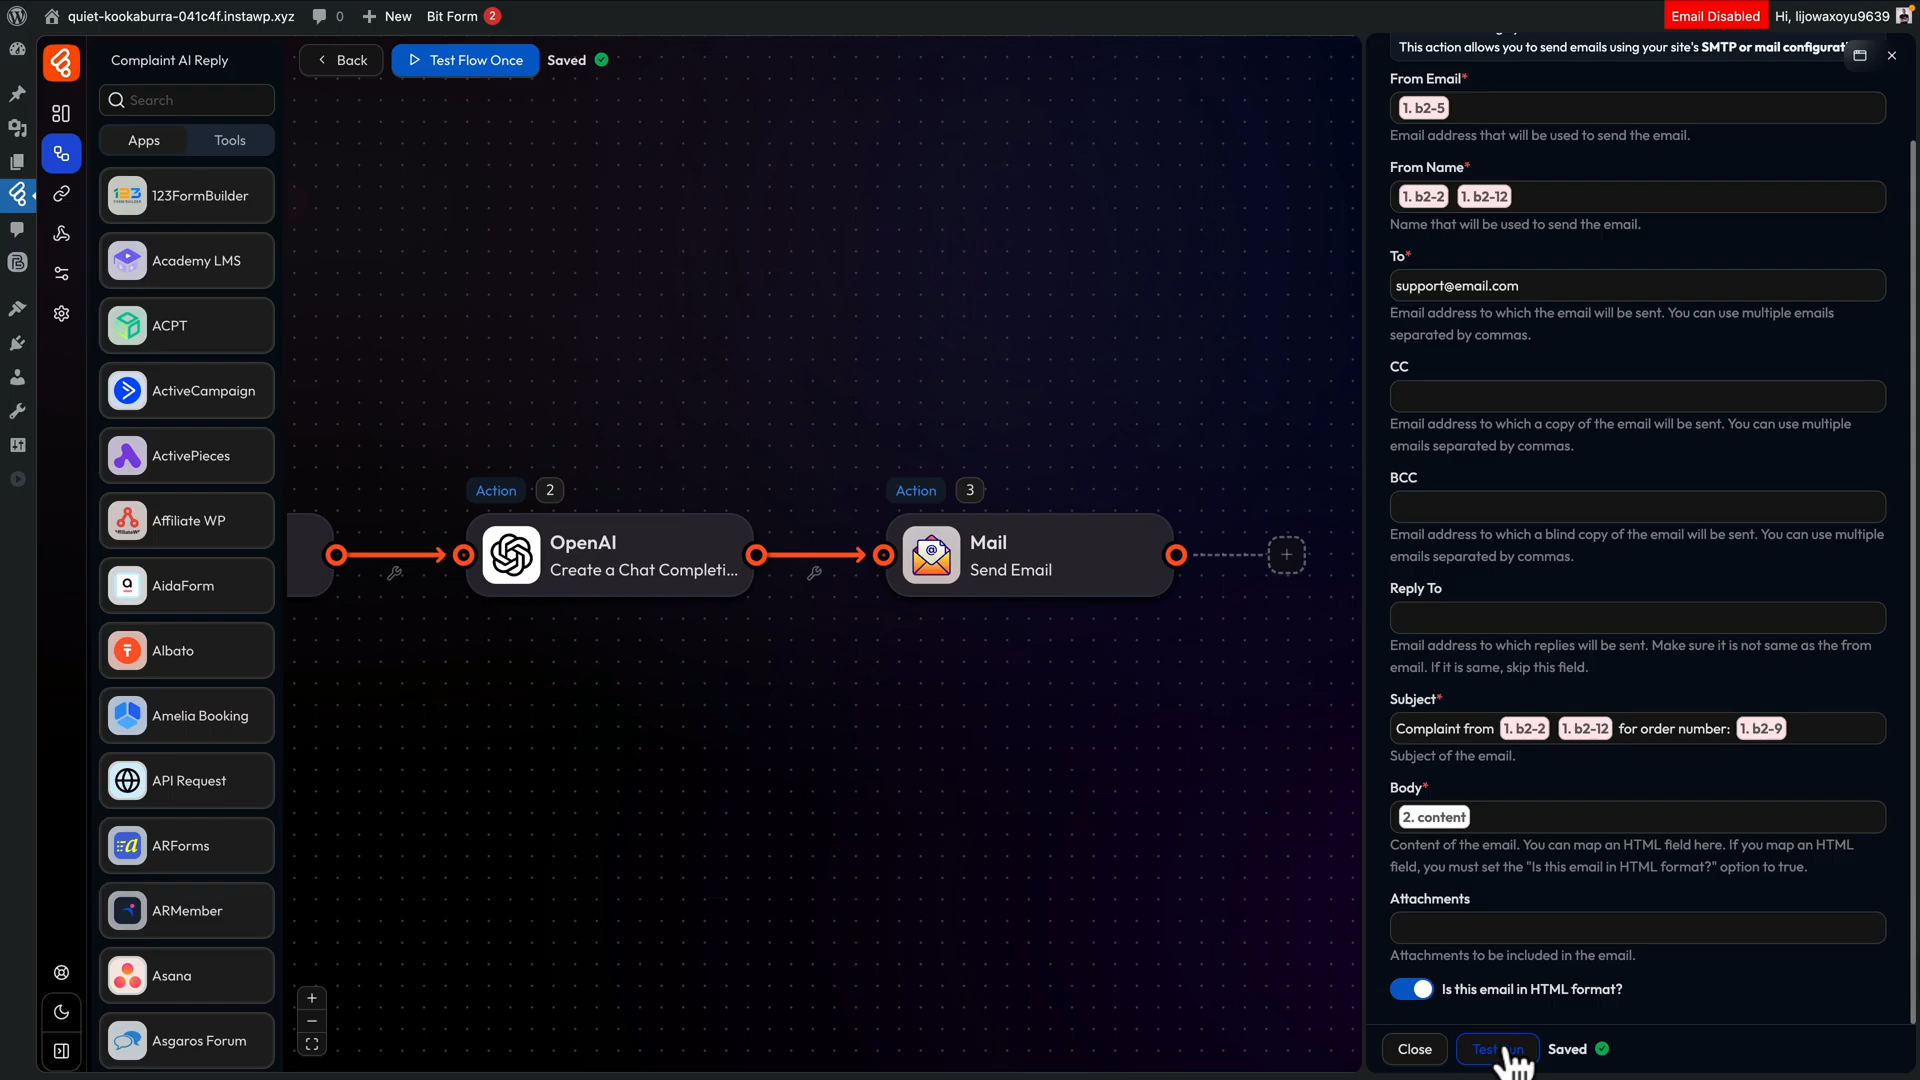 quiet-kookaburra-041c4f.instawp.xyz
0
New
Bit Form 2
Email Disabled
Hi, lijowaxoyu9639
Complaint AI Reply
Search
Apps
Tools
123FormBuilder
Academy LMS
ACPT
ActiveCampaign
ActivePieces
Affiliate WP
AidaForm
Albato
Amelia Booking
API Request
ARForms
ARMember
Asana
Asgaros Forum
Back
Test Flow Once
Saved
Action 2
OpenAI
Create a Chat Completi...
Action 3
Mail
Send Email
This action allows you to send emails using your site's SMTP or mail configurati
From Email*
1. b2-5
Email address that will be used to send the email.
From Name*
1. b2-2 1. b2-12
Name that will be used to send the email.
To*
support@email.com
Email address to which the email will be sent. You can use multiple emails
separated by commas.
CC
Email address to which a copy of the email will be sent. You can use multiple
emails separated by commas.
BCC
Email address to which a blind copy of the email will be sent. You can use multiple
emails separated by commas.
Reply To
Email address to which replies will be sent. Make sure it is not same as the from
email. If it is same, skip this field.
Subject*
Complaint from 1. b2-2 1. b2-12 for order number: 1. b2-9
Subject of the email.
Body*
2. content
Content of the email. You can map an HTML field here. If you map an HTML
field, you must set the "Is this email in HTML format?" option to true.
Attachments
Attachments to be included in the email.
Is this email in HTML format?
Close
Test
Saved